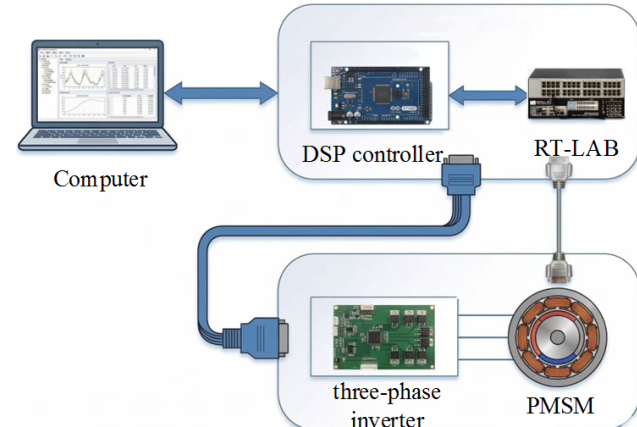 DSP controller
RT-LAB
Computer
three-phase
inverter
PMSM